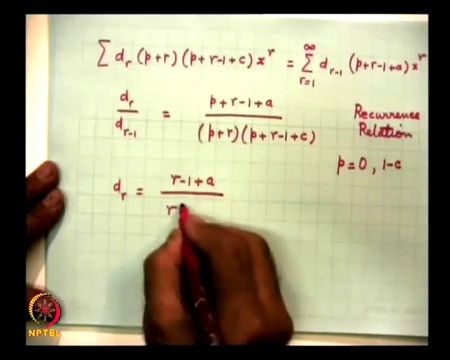 ∑ d_r (p+r)(p+r-1+c) x^r = ∑_{r=1}^{∞} d_{r-1} (p+r-1+a) x^r
d_r / d_{r-1} = (p+r-1+a) / ((p+r)(p+r-1+c))
Recurrence
Relation
p=0, 1-c
d_r = (r-1+a) / r
NPTEL